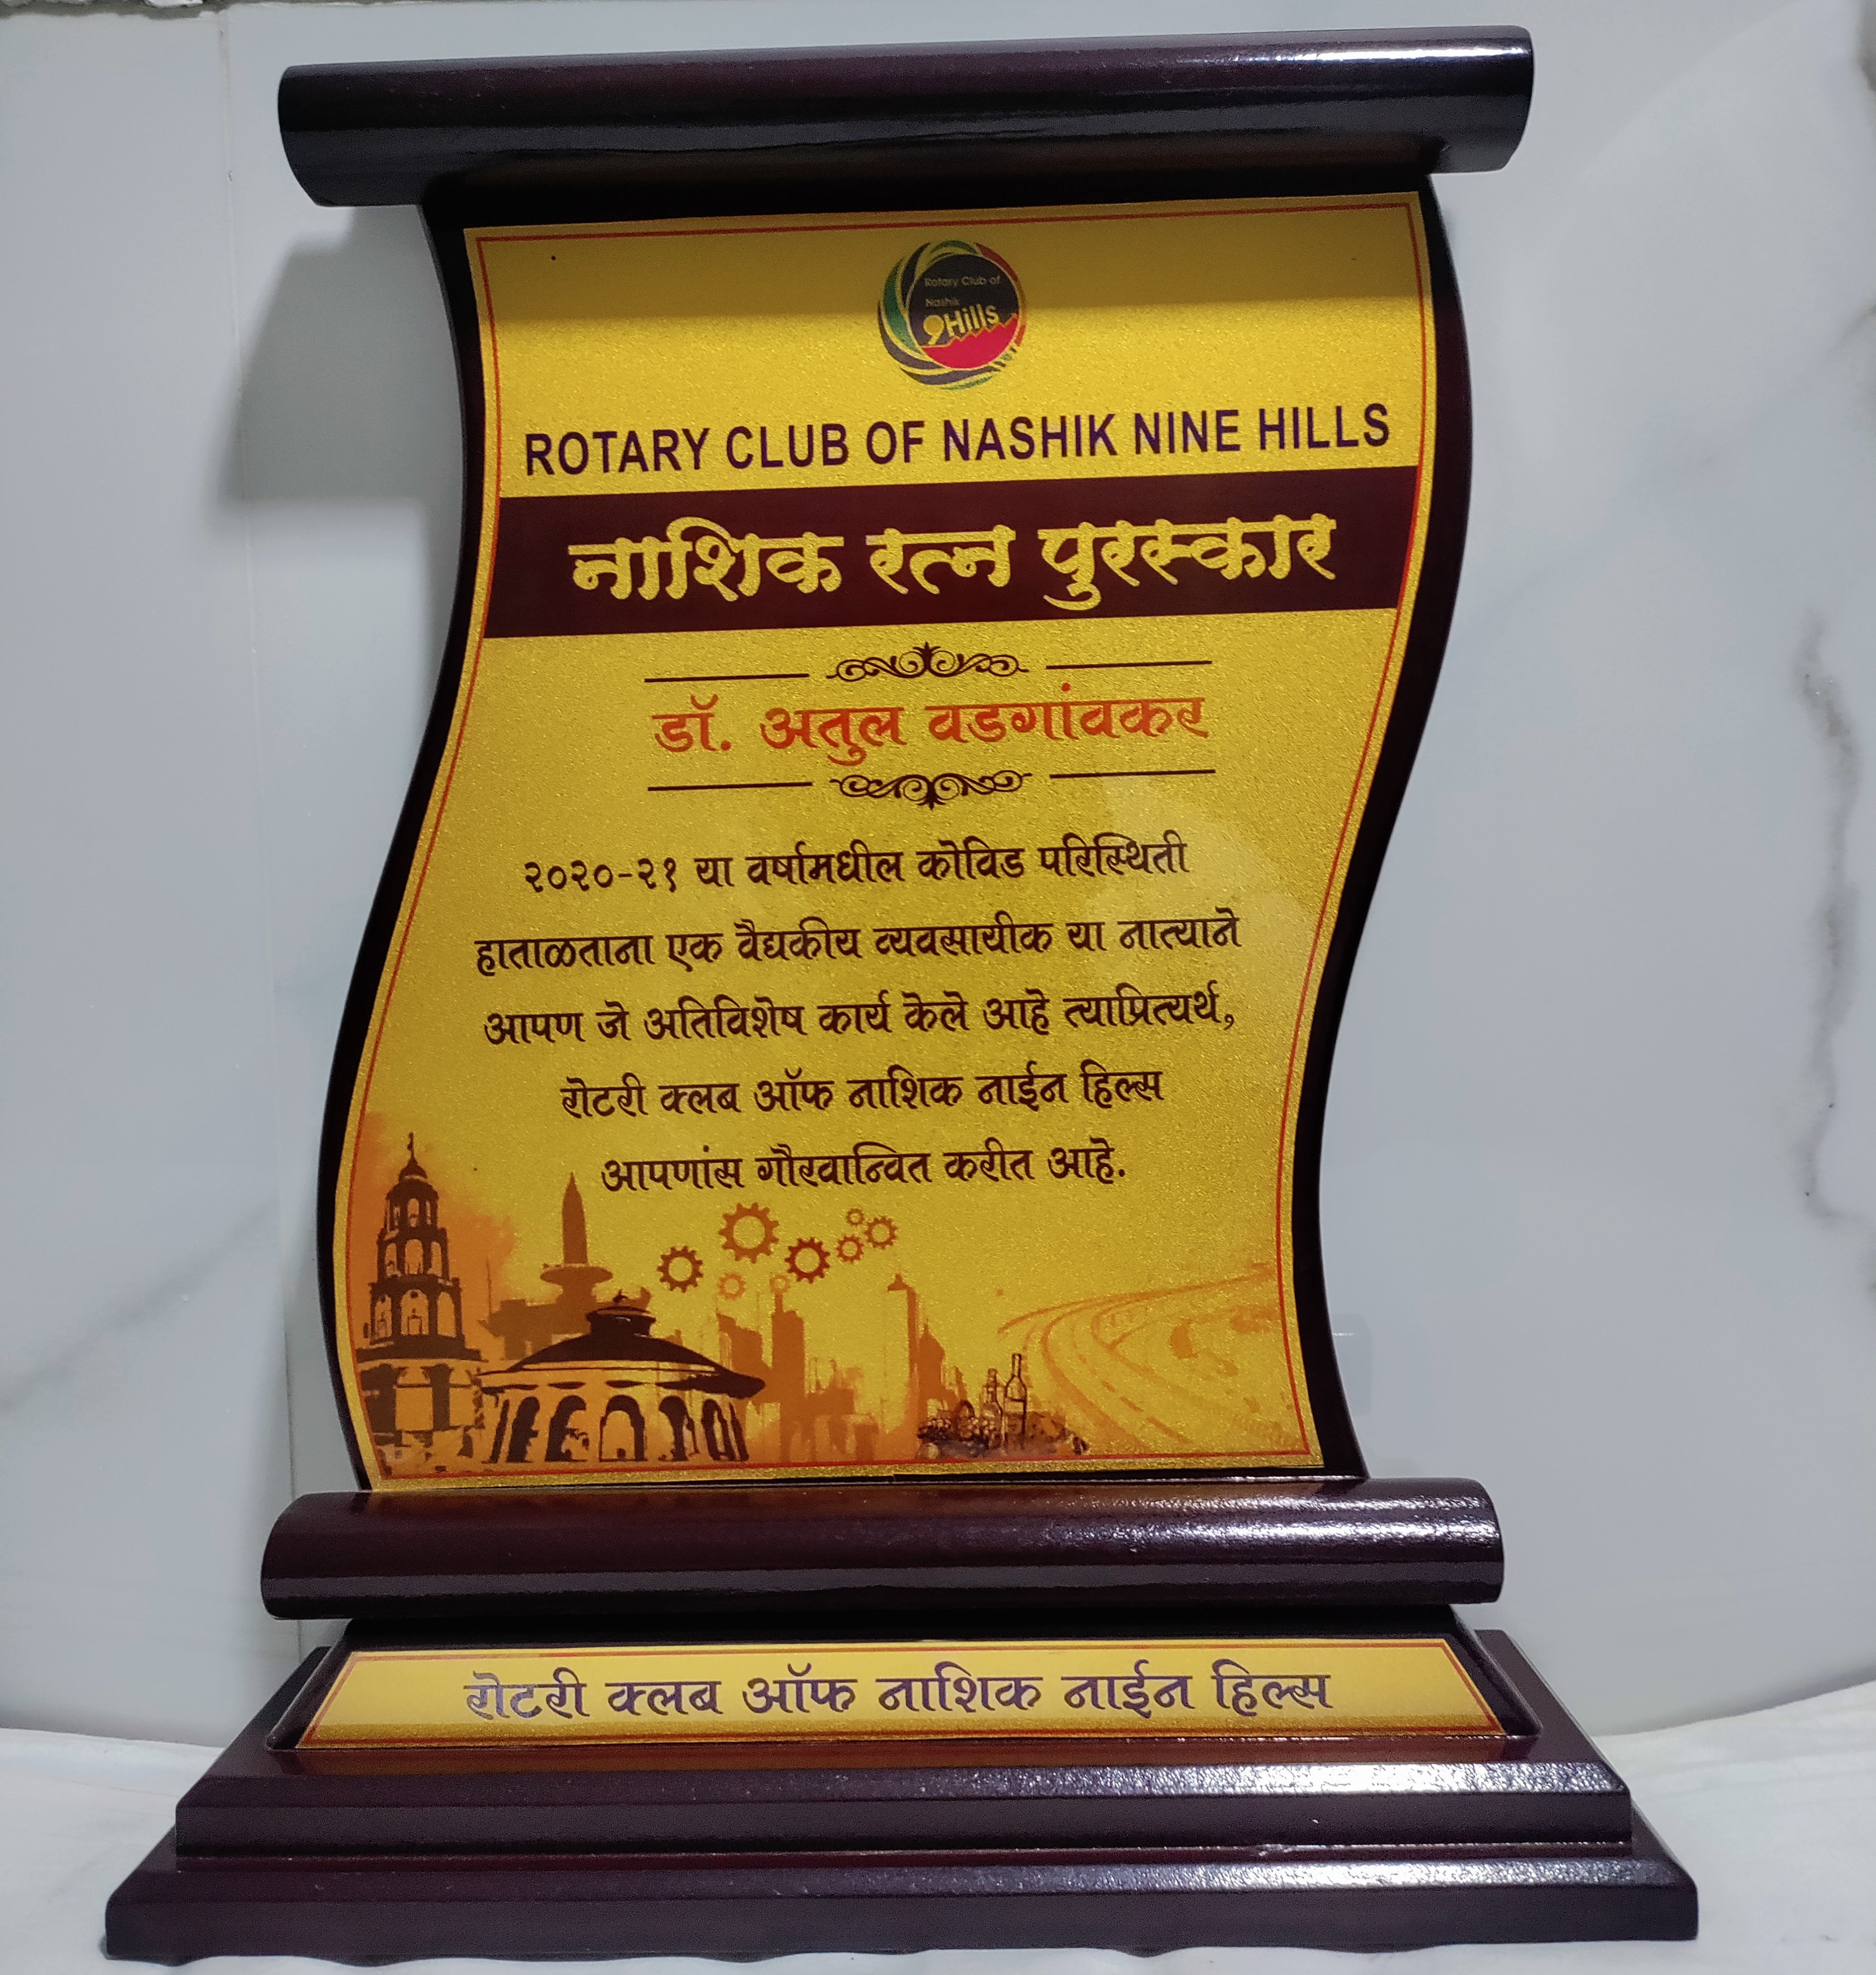 Rotary Club of
Nashik
9Hills
ROTARY CLUB OF NASHIK NINE HILLS
नाशिक रत्न पुरस्कार
डॉ. अतुल वडगांवकर
२०२०-२१ या वर्षामधील कोविड परिस्थिती
हाताळताना एक वैद्यकीय व्यवसायीक या नात्याने
आपण जे अतिविशेष कार्य केले आहे त्याप्रित्यर्थ,
रोटरी क्लब ऑफ नाशिक नाईन हिल्स
आपणांस गौरवान्वित करीत आहे.
रोटरी क्लब ऑफ नाशिक नाईन हिल्स